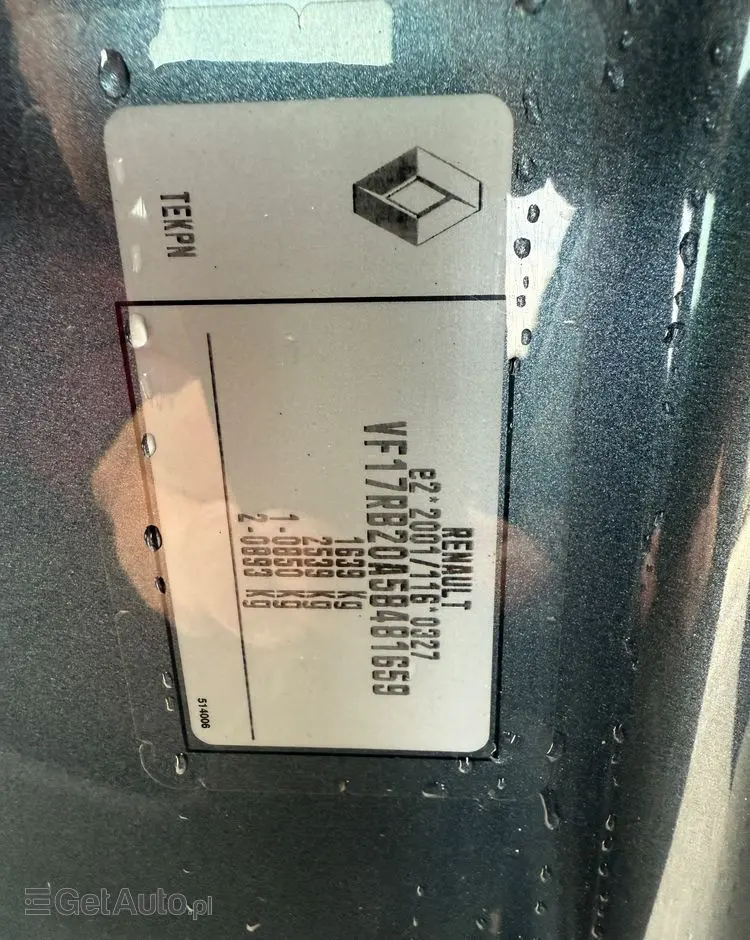 RENAULT
e2*2001/116*0327
VF17RB20A5B481659
1639 kg
2539 kg
1-0850 kg
2-0893 kg
TEKPN
514006
GetAuto.pl